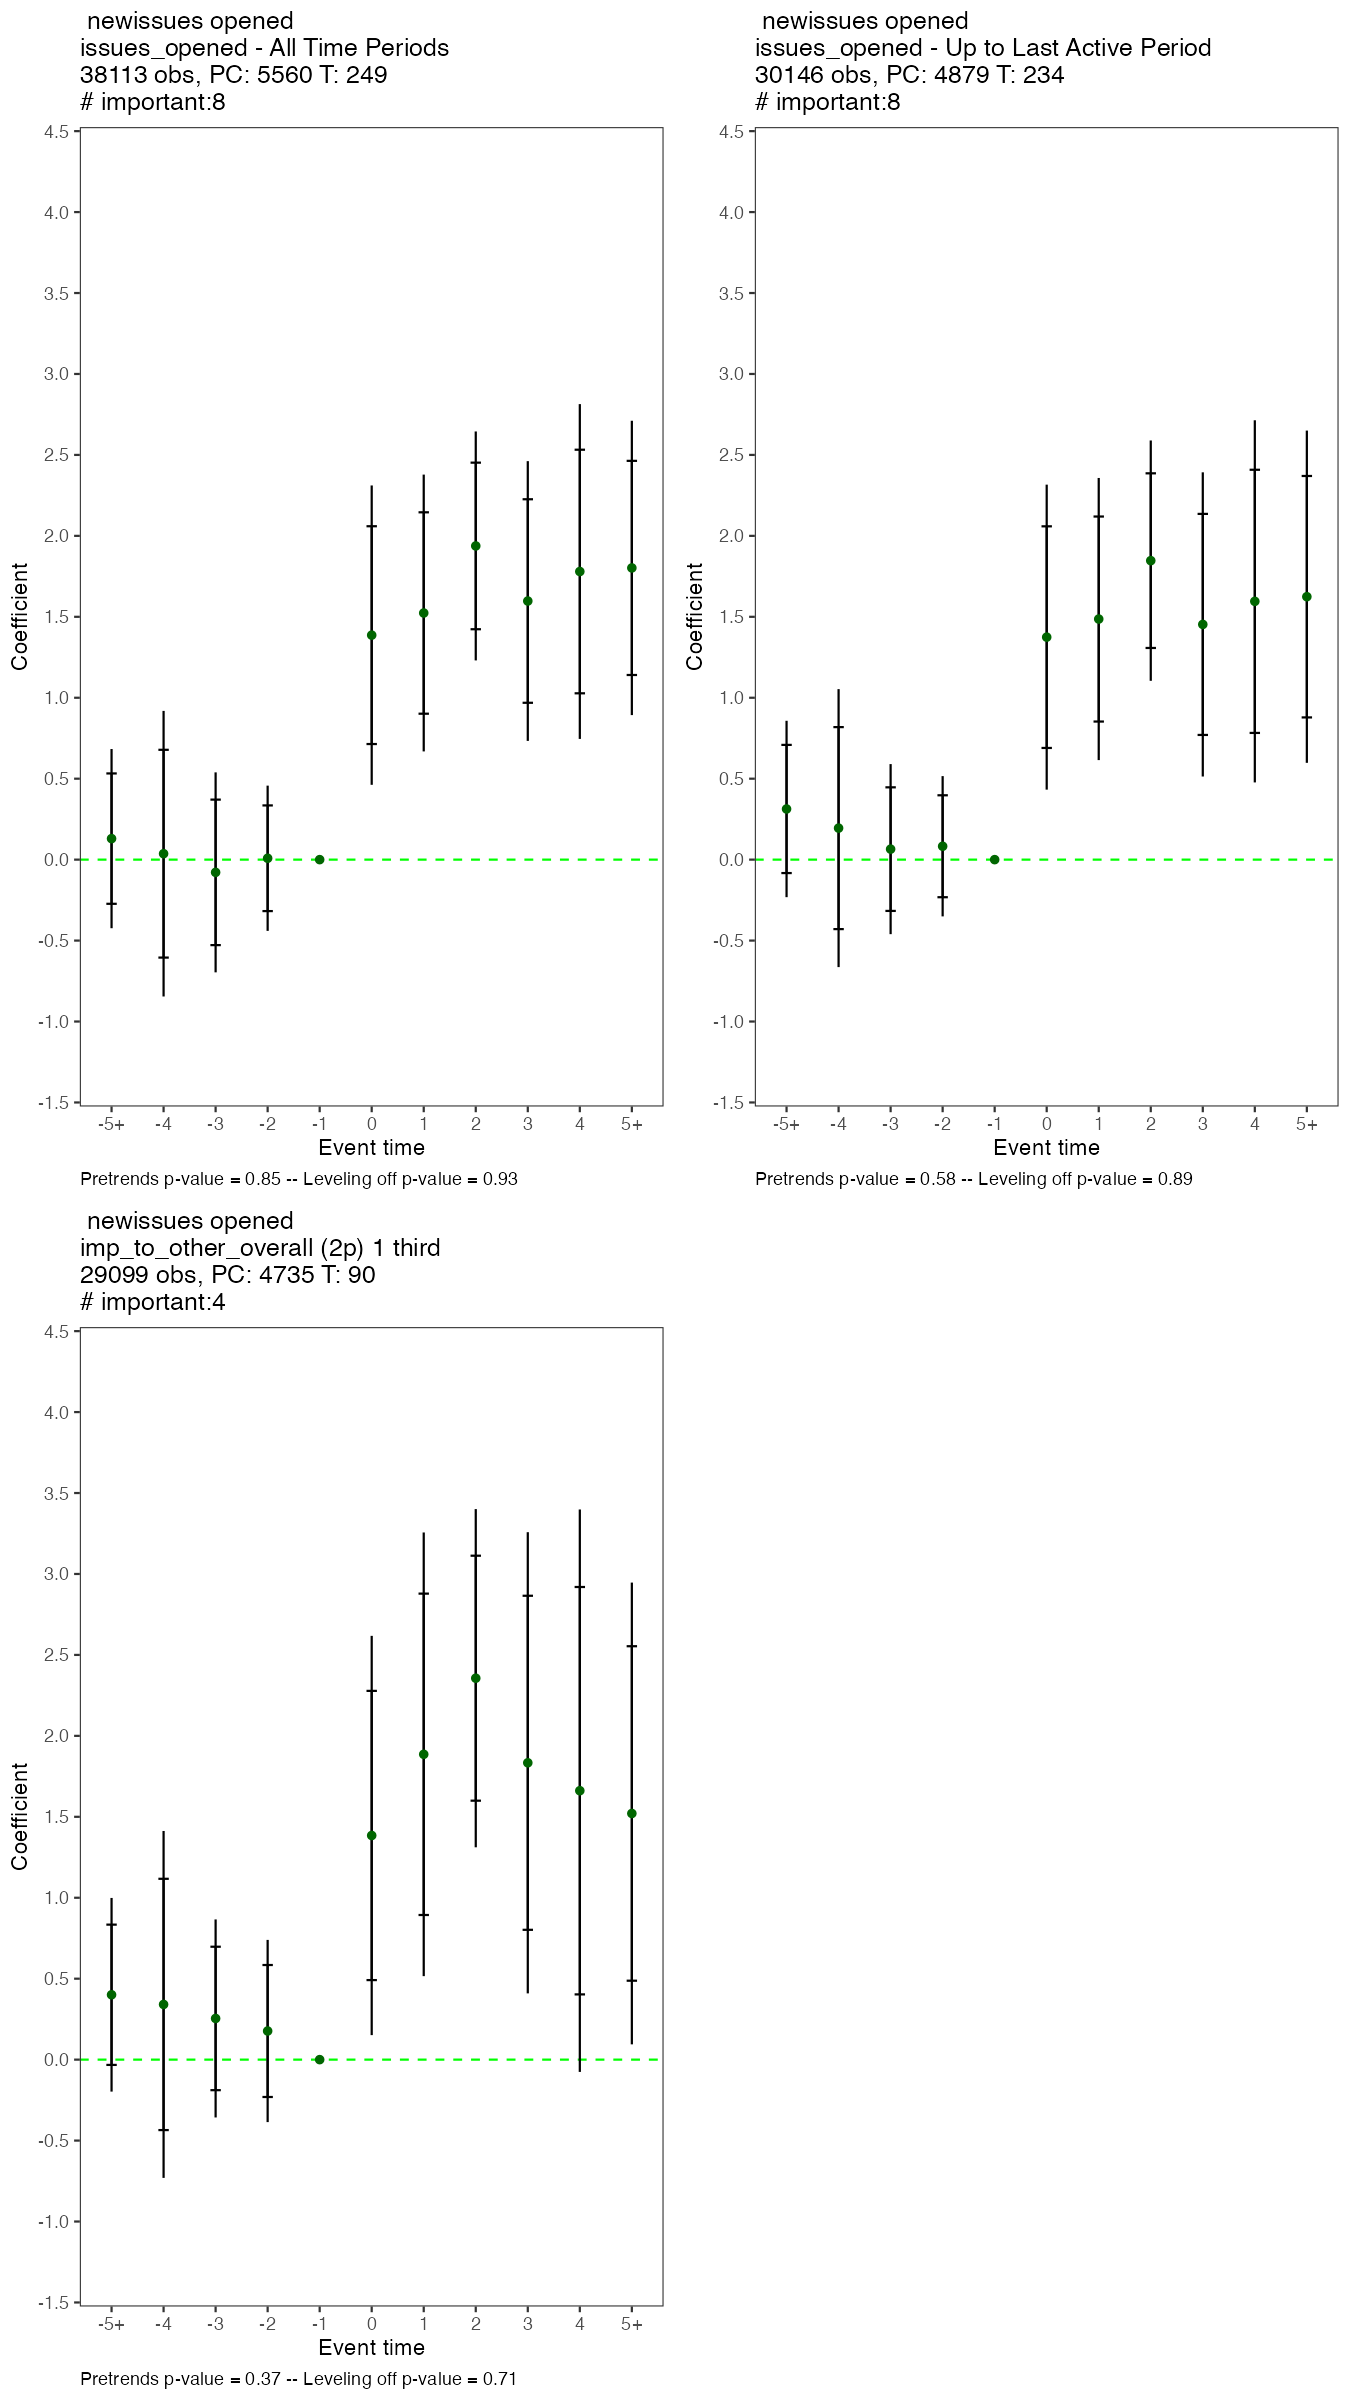 newissues opened
issues_opened - All Time Periods
38113 obs, PC: 5560 T: 249
# important:8
4.5
4.0
3.5
3.0
2.5
2.0
1.5
1.0
0.5
0.0
-0.5
-1.0
-1.5
Coefficient
-5+ -4 -3 -2 -1 0 1 2 3 4 5+
Event time
Pretrends p-value = 0.85 -- Leveling off p-value = 0.93
newissues opened
issues_opened - Up to Last Active Period
30146 obs, PC: 4879 T: 234
# important:8
4.5
4.0
3.5
3.0
2.5
2.0
1.5
1.0
0.5
0.0
-0.5
-1.0
-1.5
Coefficient
-5+ -4 -3 -2 -1 0 1 2 3 4 5+
Event time
Pretrends p-value = 0.58 -- Leveling off p-value = 0.89
newissues opened
imp_to_other_overall (2p) 1 third
29099 obs, PC: 4735 T: 90
# important:4
4.5
4.0
3.5
3.0
2.5
2.0
1.5
1.0
0.5
0.0
-0.5
-1.0
-1.5
Coefficient
-5+ -4 -3 -2 -1 0 1 2 3 4 5+
Event time
Pretrends p-value = 0.37 -- Leveling off p-value = 0.71